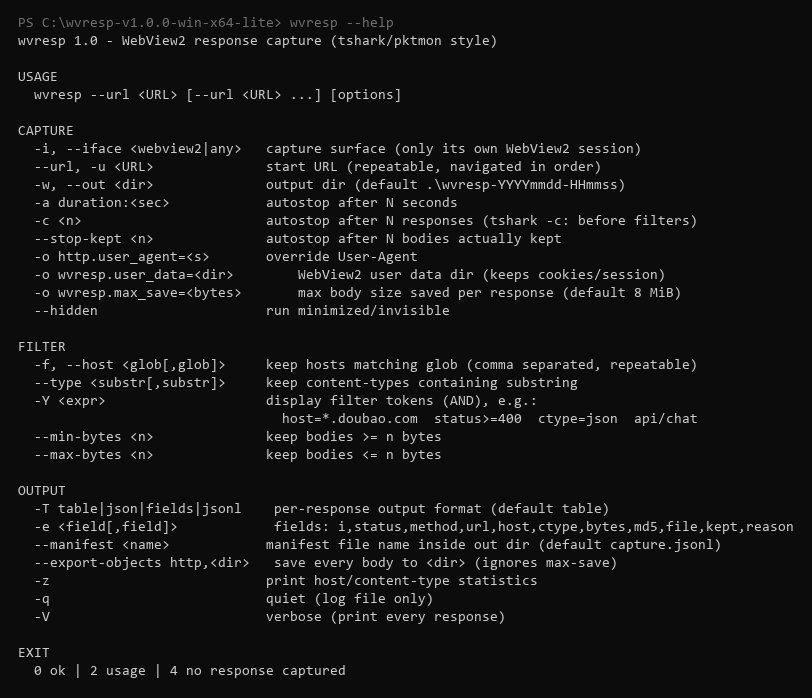 PS C:\wvresp-v1.0.0-win-x64-lite> wvresp --help
wvresp 1.0 - WebView2 response capture (tshark/pktmon style)

USAGE
  wvresp --url <URL> [--url <URL> ...] [options]

CAPTURE
  -i, --iface <webview2|any>   capture surface (only its own WebView2 session)
  --url, -u <URL>              start URL (repeatable, navigated in order)
  -w, --out <dir>              output dir (default .\wvresp-YYYYmmdd-HHmmss)
  -a duration:<sec>            autostop after N seconds
  -c <n>                       autostop after N responses (tshark -c: before filters)
  --stop-kept <n>              autostop after N bodies actually kept
  -o http.user_agent=<s>       override User-Agent
  -o wvresp.user_data=<dir>        WebView2 user data dir (keeps cookies/session)
  -o wvresp.max_save=<bytes>       max body size saved per response (default 8 MiB)
  --hidden                     run minimized/invisible

FILTER
  -f, --host <glob[,glob]>     keep hosts matching glob (comma separated, repeatable)
  --type <substr[,substr]>     keep content-types containing substring
  -Y <expr>                    display filter tokens (AND), e.g.:
                                 host=*.doubao.com  status>=400  ctype=json  api/chat
  --min-bytes <n>              keep bodies >= n bytes
  --max-bytes <n>              keep bodies <= n bytes

OUTPUT
  -T table|json|fields|jsonl    per-response output format (default table)
  -e <field[,field]>            fields: i,status,method,url,host,ctype,bytes,md5,file,kept,reason
  --manifest <name>            manifest file name inside out dir (default capture.jsonl)
  --export-objects http,<dir>   save every body to <dir> (ignores max-save)
  -z                           print host/content-type statistics
  -q                           quiet (log file only)
  -V                           verbose (print every response)

EXIT
  0 ok | 2 usage | 4 no response captured